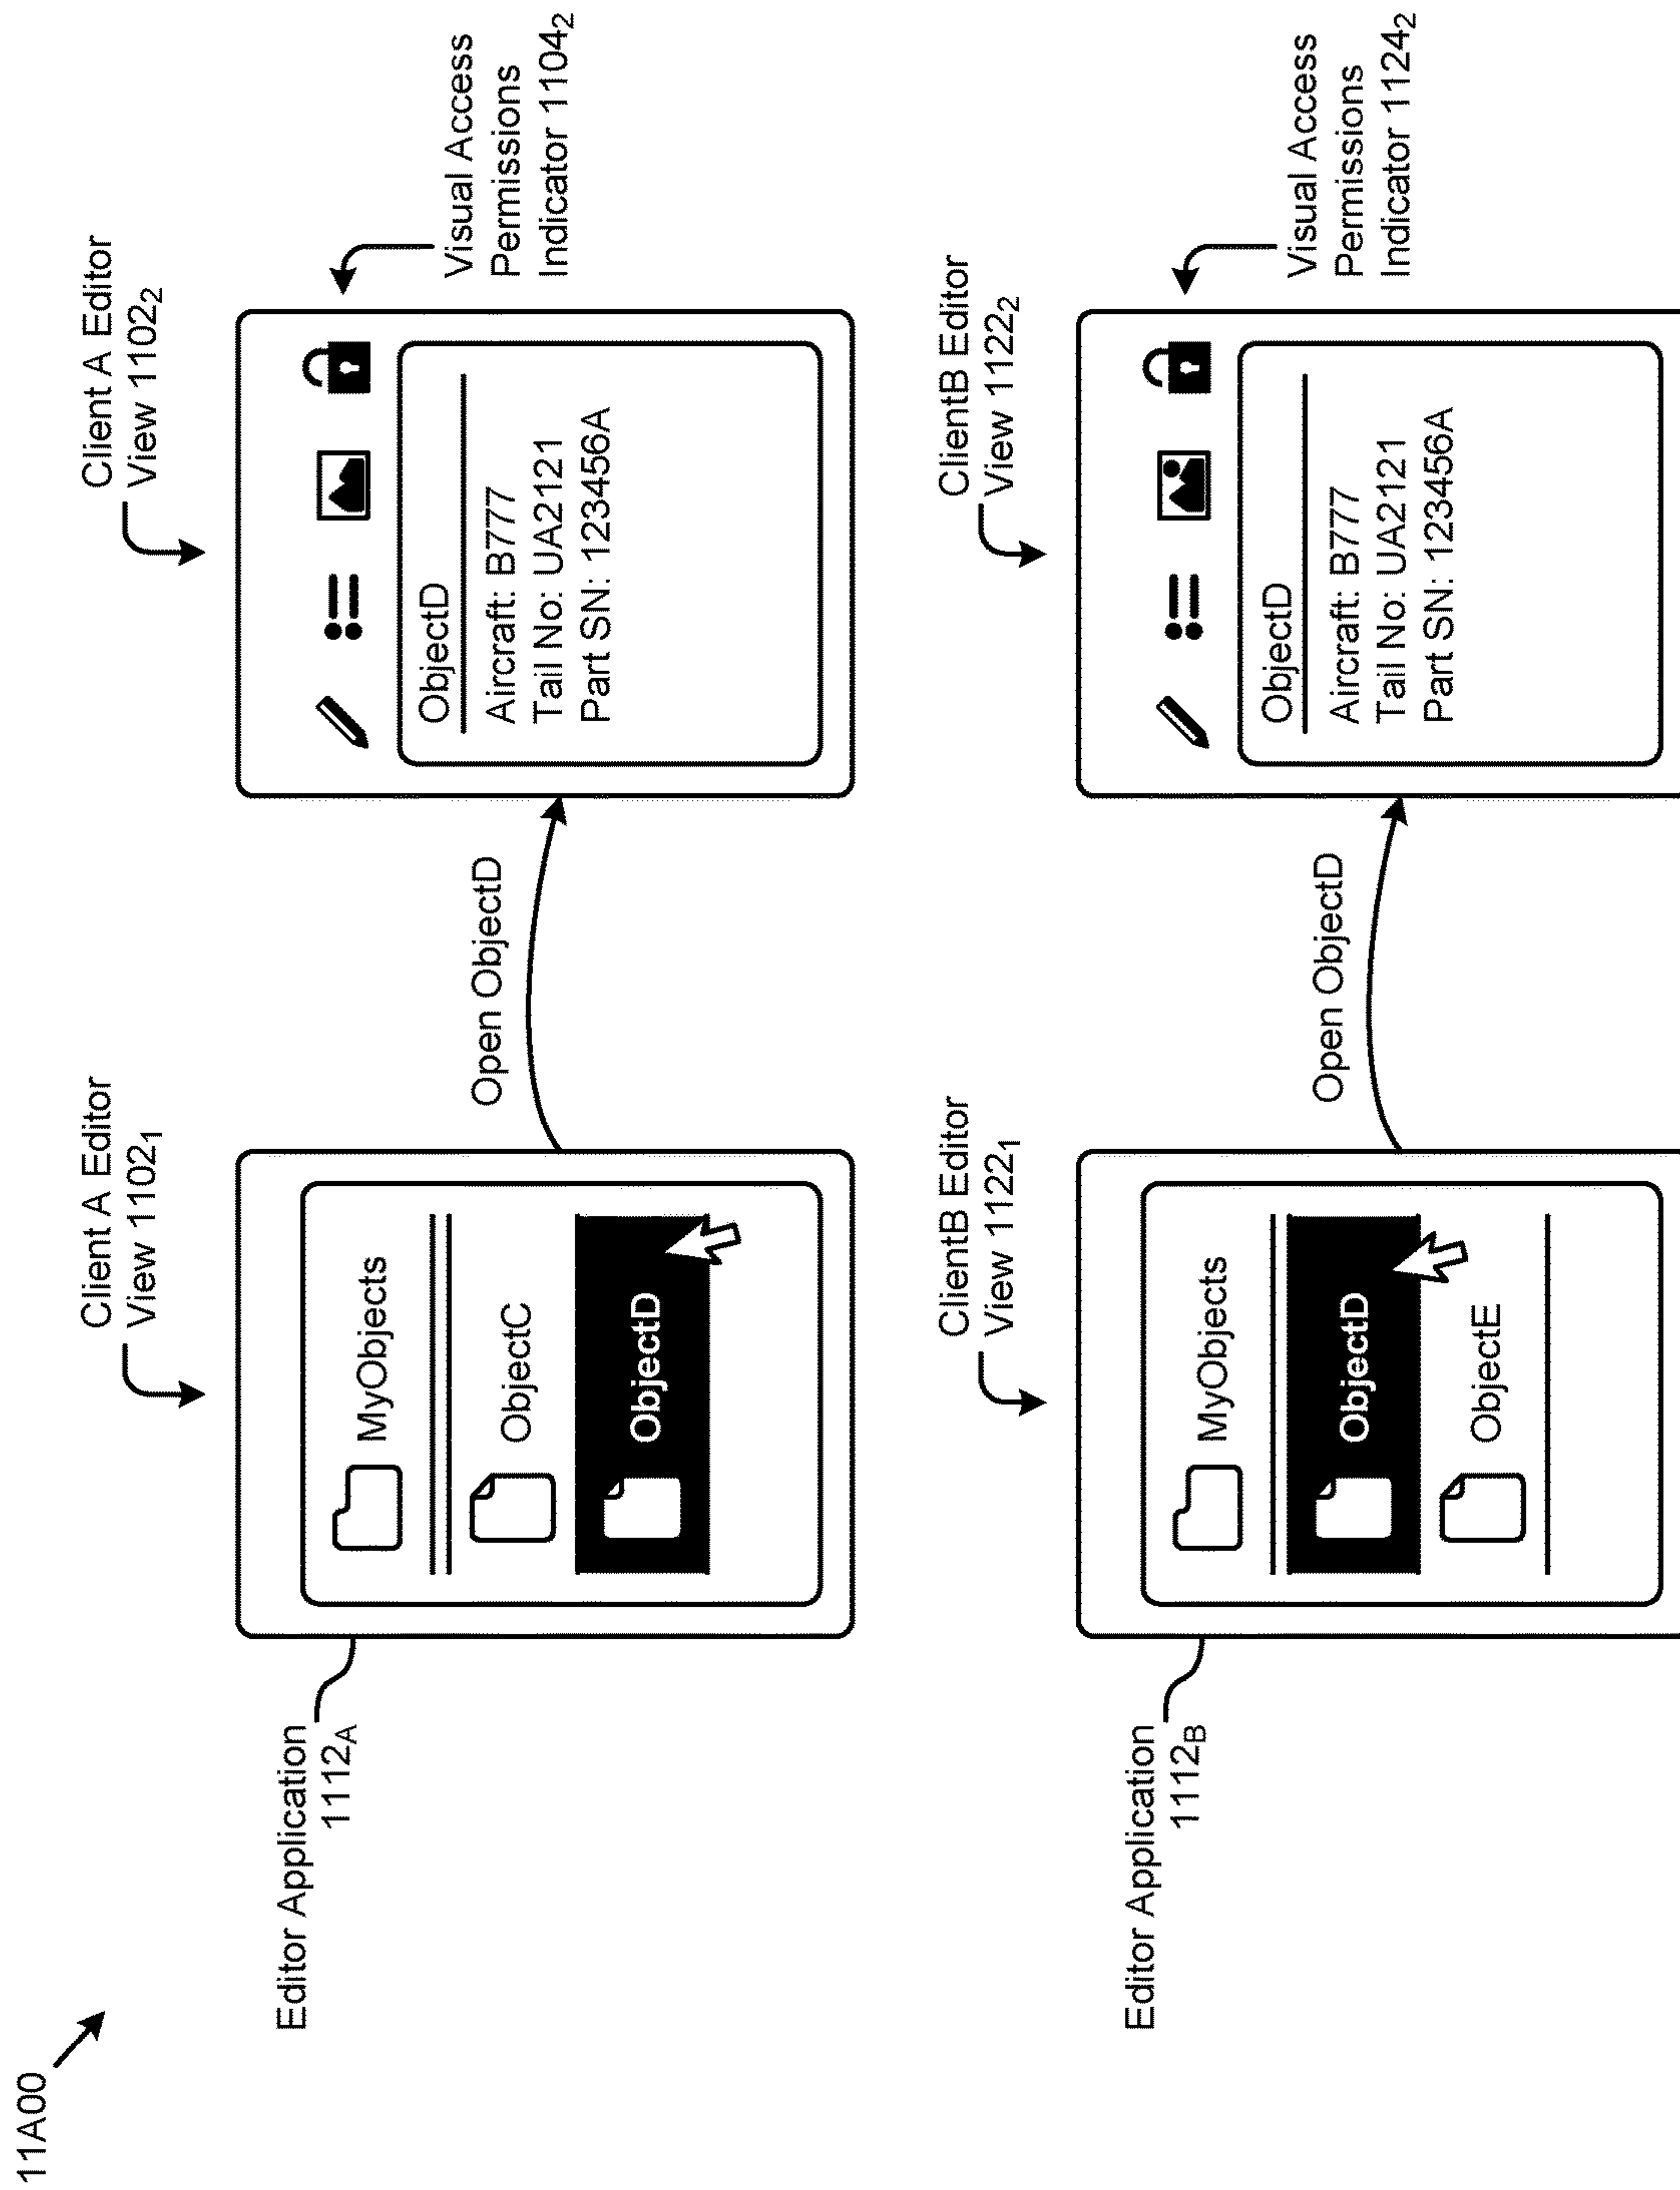 11A00
Client A Editor
View 1102₁
Client A Editor
View 1102₂
Editor Application
1112A
MyObjects
ObjectC
ObjectD
Open ObjectD
ObjectD
Aircraft: B777
Tail No: UA2121
Part SN: 123456A
Visual Access
Permissions
Indicator 1104₂
ClientB Editor
View 1122₁
ClientB Editor
View 1122₂
Editor Application
1112B
MyObjects
ObjectD
ObjectE
Open ObjectD
ObjectD
Aircraft: B777
Tail No: UA2121
Part SN: 123456A
Visual Access
Permissions
Indicator 1124₂